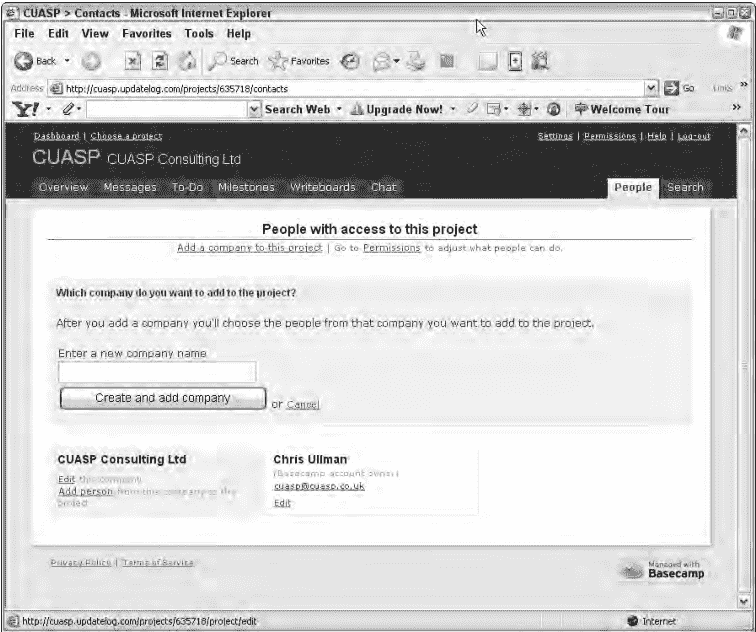 CUASP > Contacts - Microsoft Internet Explorer
File Edit View Favorites Tools Help
Back Search Favorites
Address http://cuasp.updatelog.com/projects/635718/contacts Go Links »
Y! Search Web Upgrade Now! Welcome Tour »
Dashboard | Choose a project Settings | Permissions | Help | Log-out
CUASP CUASP Consulting Ltd
Overview Messages To-Do Milestones Writeboards Chat People Search
People with access to this project
Add a company to this project | Go to Permissions to adjust what people can do.
Which company do you want to add to the project?
After you add a company you'll choose the people from that company you want to add to the project.
Enter a new company name
Create and add company or Cancel
CUASP Consulting Ltd Chris Ullman
(Basecamp account owner)
Edit this company cuasp@cuasp.co.uk
Add person from this company to the
project Edit
Privacy Policy | Terms of Service Managed with
Basecamp
http://cuasp.updatelog.com/projects/635718/project/edit Internet